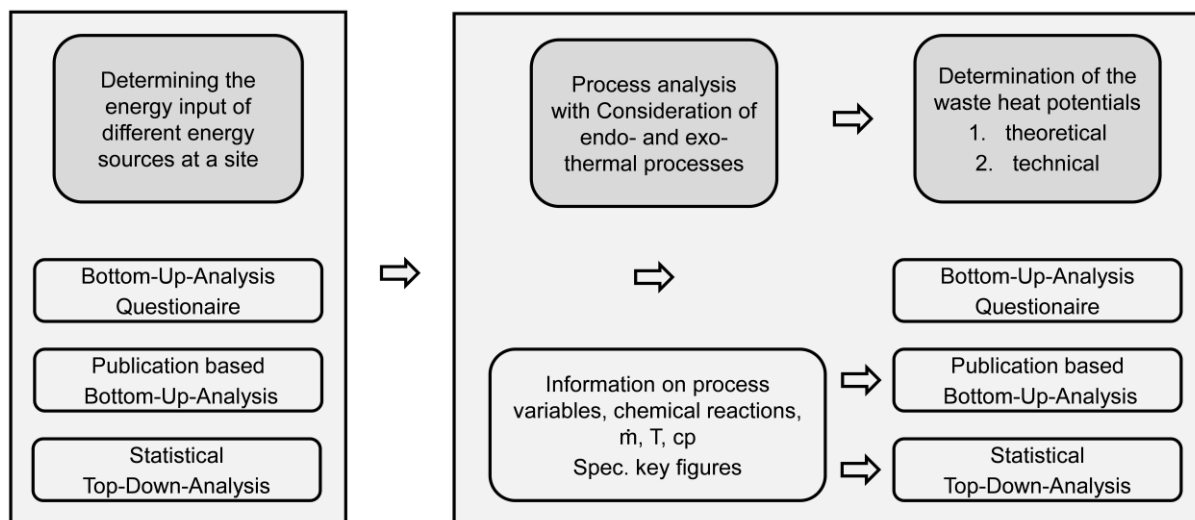 Determining the
energy input of
different energy
sources at a site
Bottom-Up-Analysis
Questionaire
Publication based
Bottom-Up-Analysis
Statistical
Top-Down-Analysis
Process analysis
with Consideration of
endo- and exo-
thermal processes
Determination of the
waste heat potentials
1. theoretical
2. technical
Information on process
variables, chemical reactions,
ṁ, T, cp
Spec. key figures
Bottom-Up-Analysis
Questionaire
Publication based
Bottom-Up-Analysis
Statistical
Top-Down-Analysis